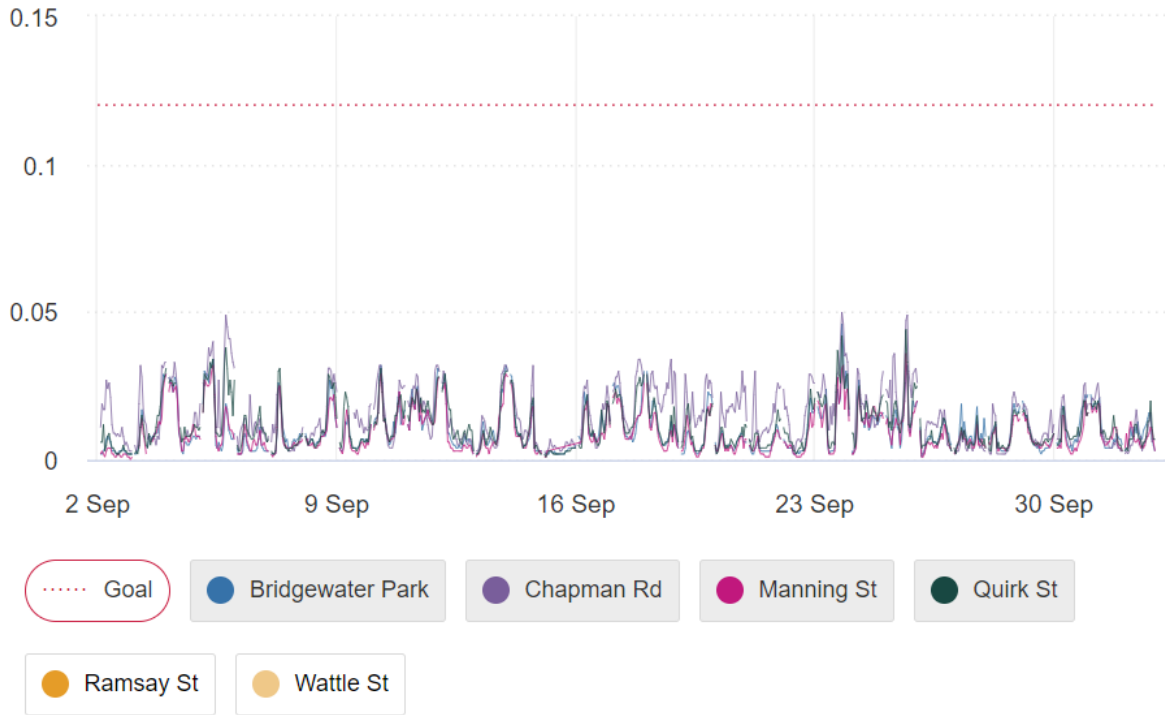 0.15
0.1
0.05
0
2 Sep 9 Sep 16 Sep 23 Sep 30 Sep
Goal Bridgewater Park Chapman Rd Manning St Quirk St
Ramsay St Wattle St